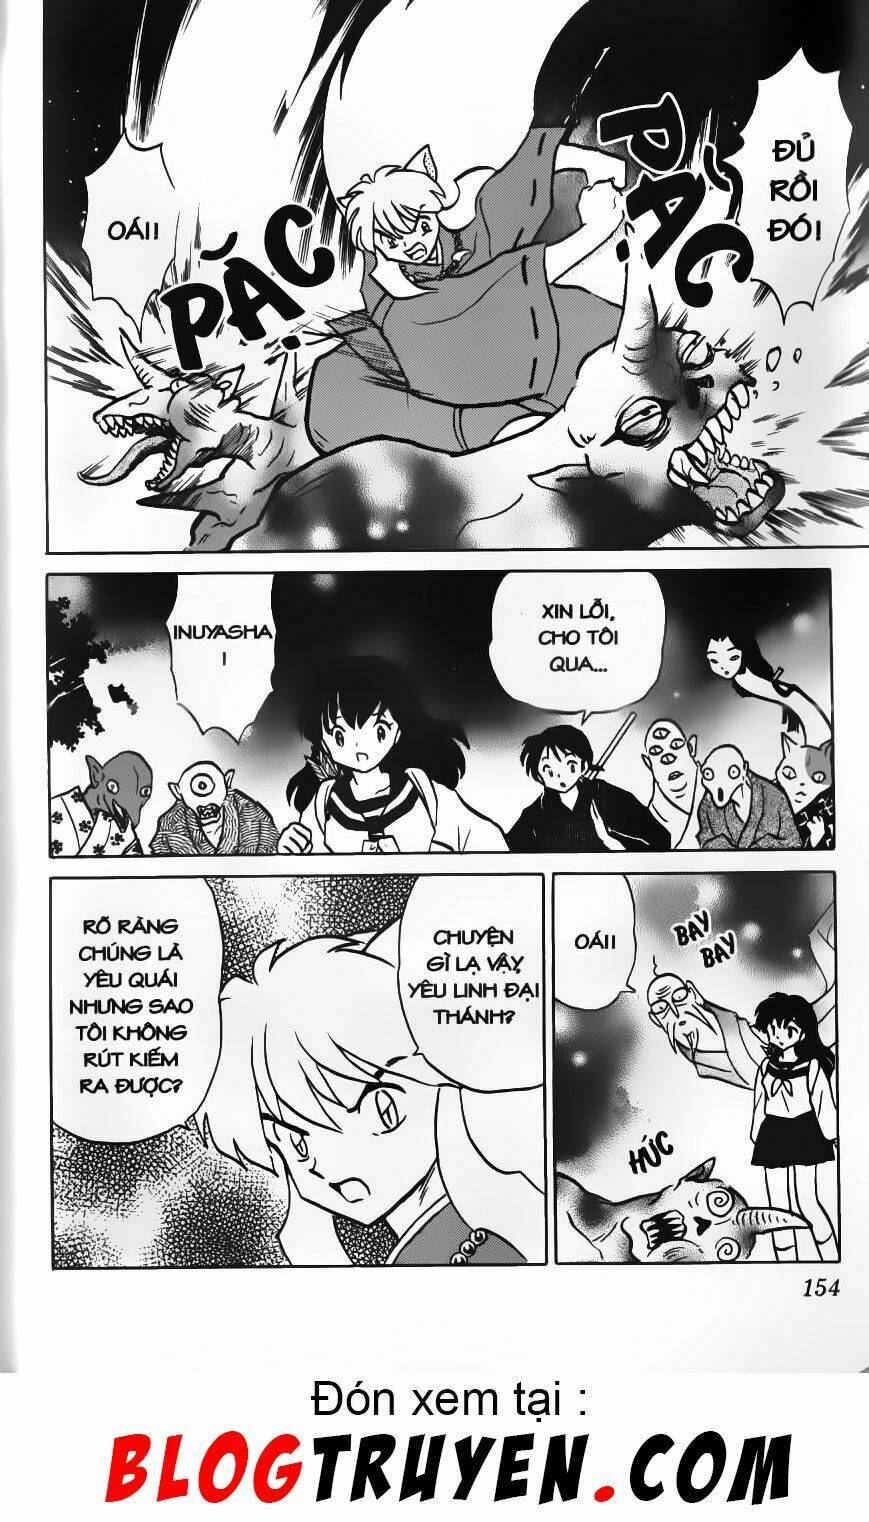 ĐỦ
RỒI
ĐÓ!
PẶC
OÁI!
PẶC
XIN LỖI,
CHO TÔI
QUA...
INUYASHA
!
OÁI!
BAY
BAY
HÚC
CHUYỆN
GÌ LẠ VẬY,
YÊU LINH ĐẠI
THÁNH?
RÕ RÀNG
CHÚNG LÀ
YÊU QUÁI
NHƯNG SAO
TÔI KHÔNG
RÚT KIẾM
RA ĐƯỢC?
154
Đón xem tại :
BLOGTRUYEN.COM